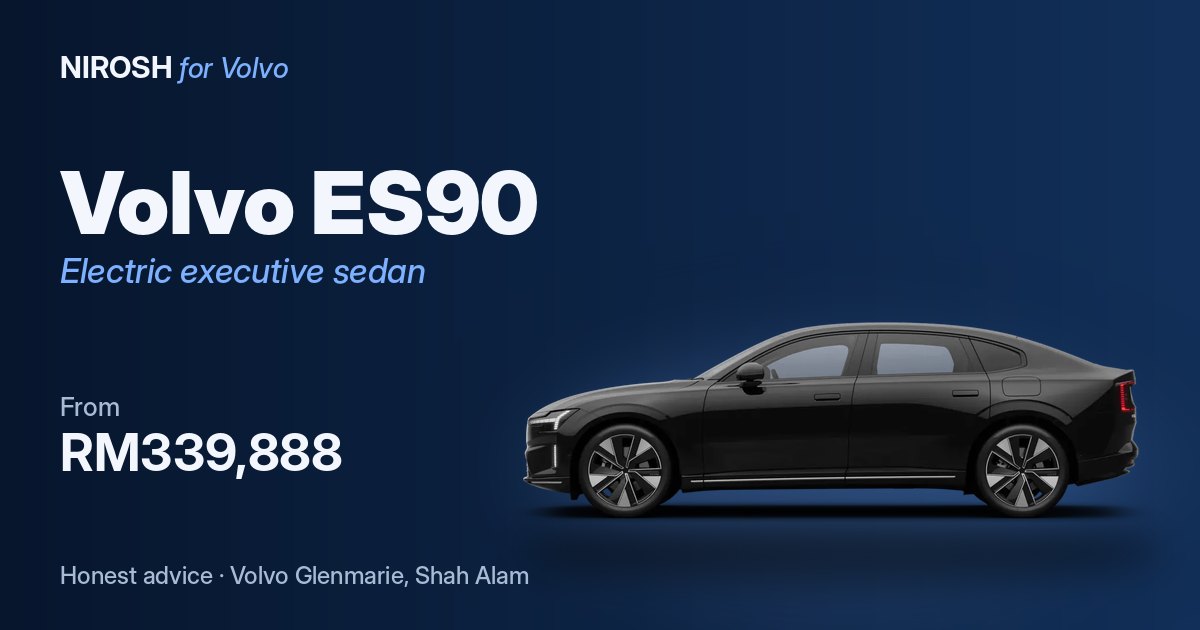 NIROSH for Volvo
Volvo ES90
Electric executive sedan
From
RM339,888
Honest advice · Volvo Glenmarie, Shah Alam